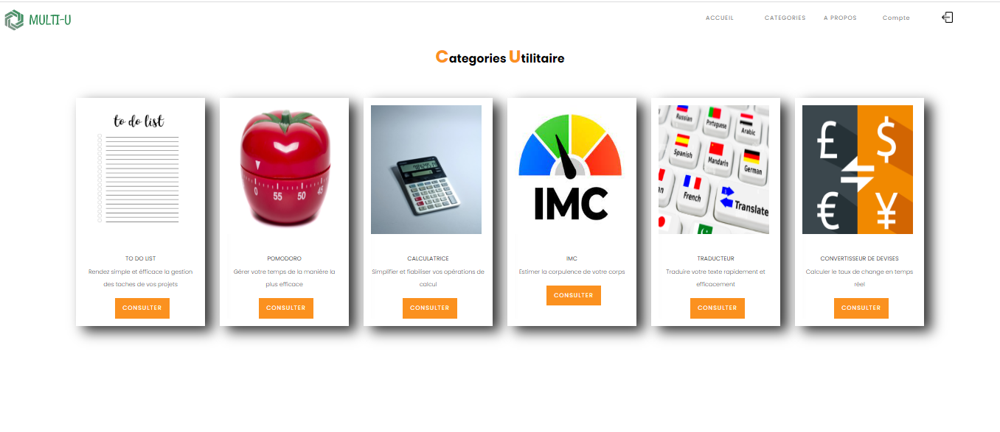 MULTI-U
ACCUEIL
CATEGORIES
A PROPOS
Compte
Categories Utilitaire
to do list
0 55 50 45
IMC
Russian
Portuguese
Arabic
Spanish
Mandarin
German
French
Translate
£ $
€ ¥
TO DO LIST
Rendez simple et éfficace la gestion
des taches de vos projets
CONSULTER
POMODORO
Gérer votre temps de la maniére la
plus efficace
CONSULTER
CALCULATRICE
Simplifier et fiabiliser vos opérations de
calcul
CONSULTER
IMC
Estimer la corpulence de votre corps
CONSULTER
TRADUCTEUR
Traduire votre texte rapidement et
efficacement
CONSULTER
CONVERTISSEUR DE DEVISES
Calculer le taux de change en temps
réel
CONSULTER